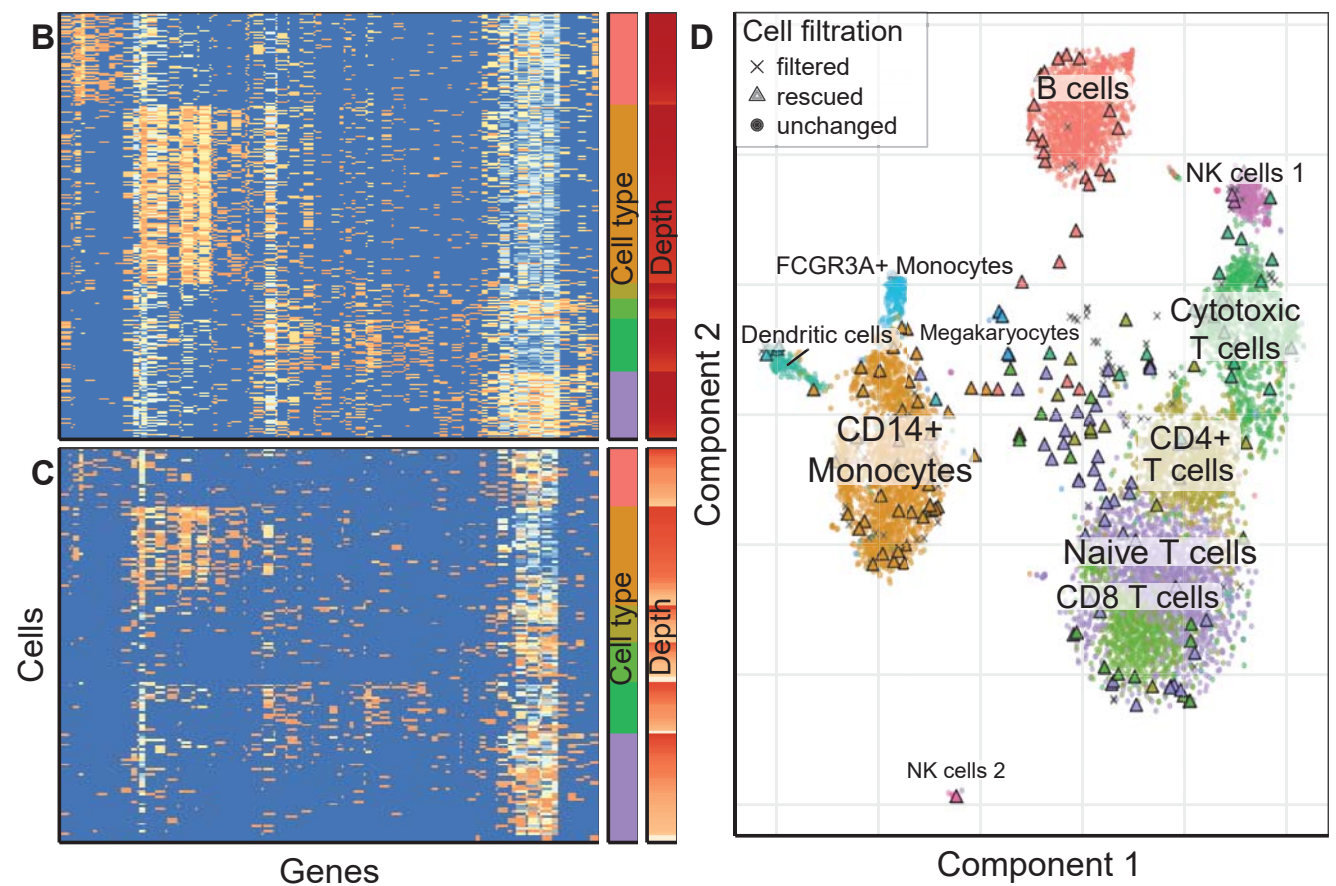 B
Cell type
Depth
C
Cell type
Depth
Cells
Genes
D
Cell filtration
filtered
rescued
unchanged
B cells
NK cells 1
FCGR3A+ Monocytes
Cytotoxic
T cells
Dendritic cells
Megakaryocytes
CD14+
Monocytes
CD4+
T cells
Naive T cells
CD8 T cells
NK cells 2
Component 2
Component 1